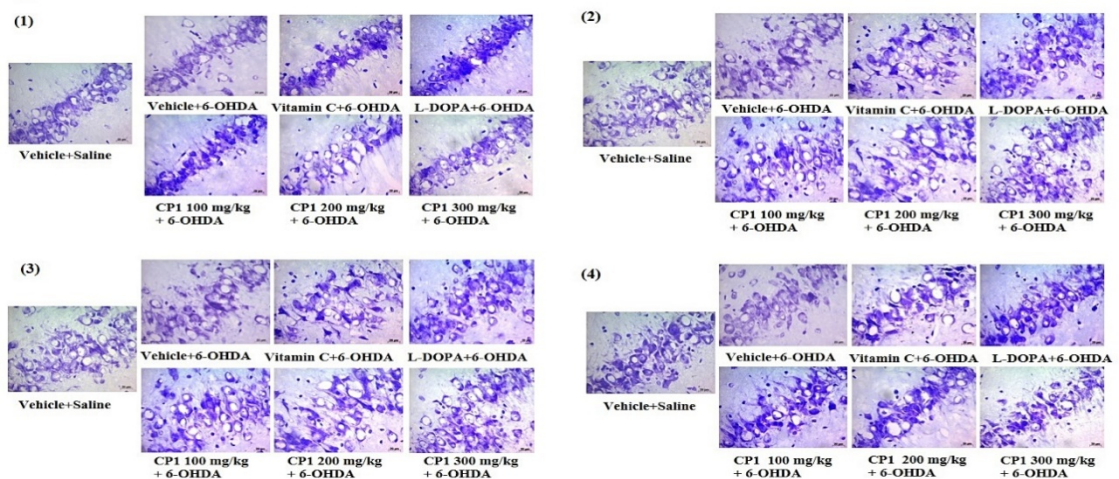 (1)
Vehicle+Saline
Vehicle+6-OHDA
Vitamin C+6-OHDA
L-DOPA+6-OHDA
CP1 100 mg/kg
+ 6-OHDA
CP1 200 mg/kg
+ 6-OHDA
CP1 300 mg/kg
+ 6-OHDA
(2)
Vehicle+Saline
Vehicle+6-OHDA
Vitamin C+6-OHDA
L-DOPA+6-OHDA
CP1 100 mg/kg
+ 6-OHDA
CP1 200 mg/kg
+ 6-OHDA
CP1 300 mg/kg
+ 6-OHDA
(3)
Vehicle+Saline
Vehicle+6-OHDA
Vitamin C+6-OHDA
L-DOPA+6-OHDA
CP1 100 mg/kg
+ 6-OHDA
CP1 200 mg/kg
+ 6-OHDA
CP1 300 mg/kg
+ 6-OHDA
(4)
Vehicle+Saline
Vehicle+6-OHDA
Vitamin C+6-OHDA
L-DOPA+6-OHDA
CP1 100 mg/kg
+ 6-OHDA
CP1 200 mg/kg
+ 6-OHDA
CP1 300 mg/kg
+ 6-OHDA